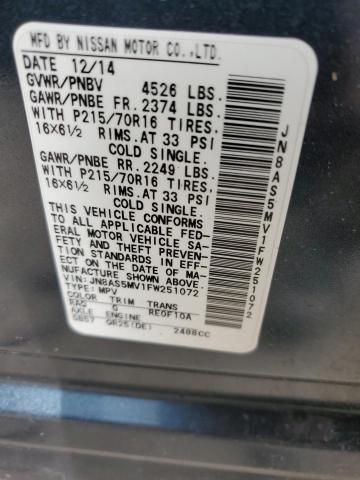 MFD BY NISSAN MOTOR CO.,LTD.
DATE 12/14
GVWR/PNBV 4526 LBS.
GAWR/PNBE FR. 2374 LBS.
WITH P215/70R16 TIRES.
16X6½ RIMS.AT 33 PSI
COLD SINGLE.
GAWR/PNBE RR. 2249 LBS.
WITH P215/70R16 TIRES.
16X6½ RIMS.AT 33 PSI
COLD SINGLE.
THIS VEHICLE CONFORMS
TO ALL APPLICABLE FED
ERAL MOTOR VEHICLE SA-
FETY AND THEFT PREVEN-
TION STANDARDS IN EFF-
ECT ON THE DATE OF MA-
NUFACTURE SHOWN ABOVE.
VIN:JN8AS5MV1FW251072
TYPE:MPV
COLOR TRIM TRANS
RAQ G RE0F10A
AXLE ENGINE
SB57 QR25(DE) 2488CC
JN8AS5MV1FW251072